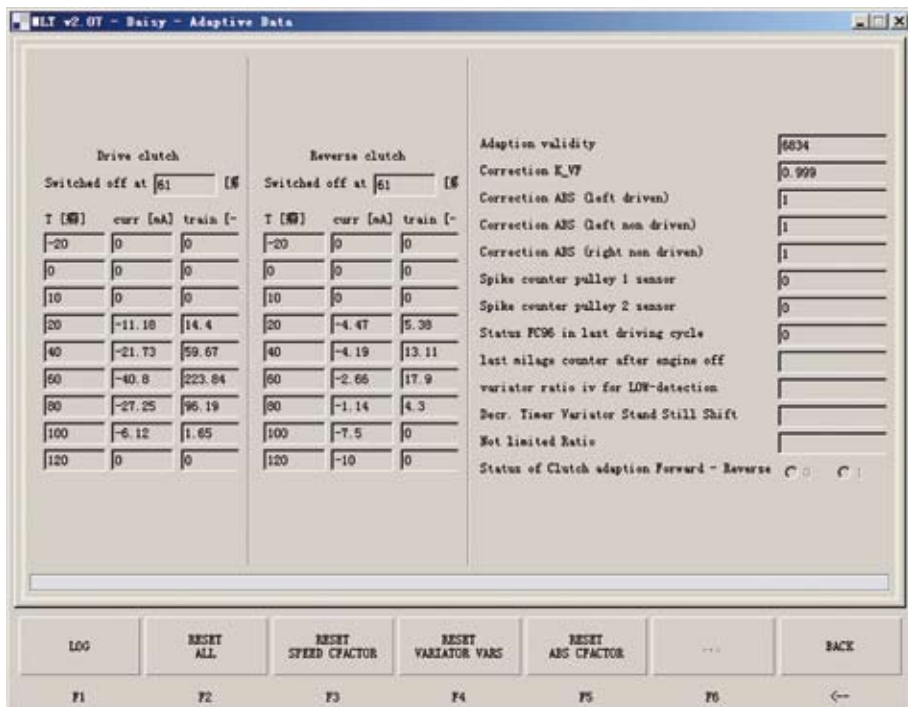 MLT v2.07 - Daisy - Adaptive Data
Drive clutch
Switched off at 61
T curr [mA] train [-
-20 0 0
0 0 0
10 0 0
20 -11.18 14.4
40 -21.73 59.67
60 -40.8 223.84
80 -27.25 96.19
100 -6.12 1.65
120 0 0
Reverse clutch
Switched off at 61
T curr [mA] train [-
-20 0 0
0 0 0
10 0 0
20 -4.47 5.38
40 -4.19 13.11
60 -2.66 17.9
80 -1.14 4.3
100 -7.5 0
120 -10 0
Adaption validity 6834
Correction K_VF 0.999
Correction ABS (left driven) 1
Correction ABS (left non driven) 1
Correction ABS (right non driven) 1
Spike counter pulley 1 sensor 0
Spike counter pulley 2 sensor 0
Status FC96 in last driving cycle 0
last milage counter after engine off
variator ratio iv for LOW-detection
Decr. Timer Variator Stand Still Shift
Not limited Ratio
Status of Clutch adaption Forward - Reverse 0 1
LOG
RESET ALL
RESET SPEED CFACTOR
RESET VARIATOR VARS
RESET ABS CFACTOR
...
BACK
F1 F2 F3 F4 F5 F6 <--